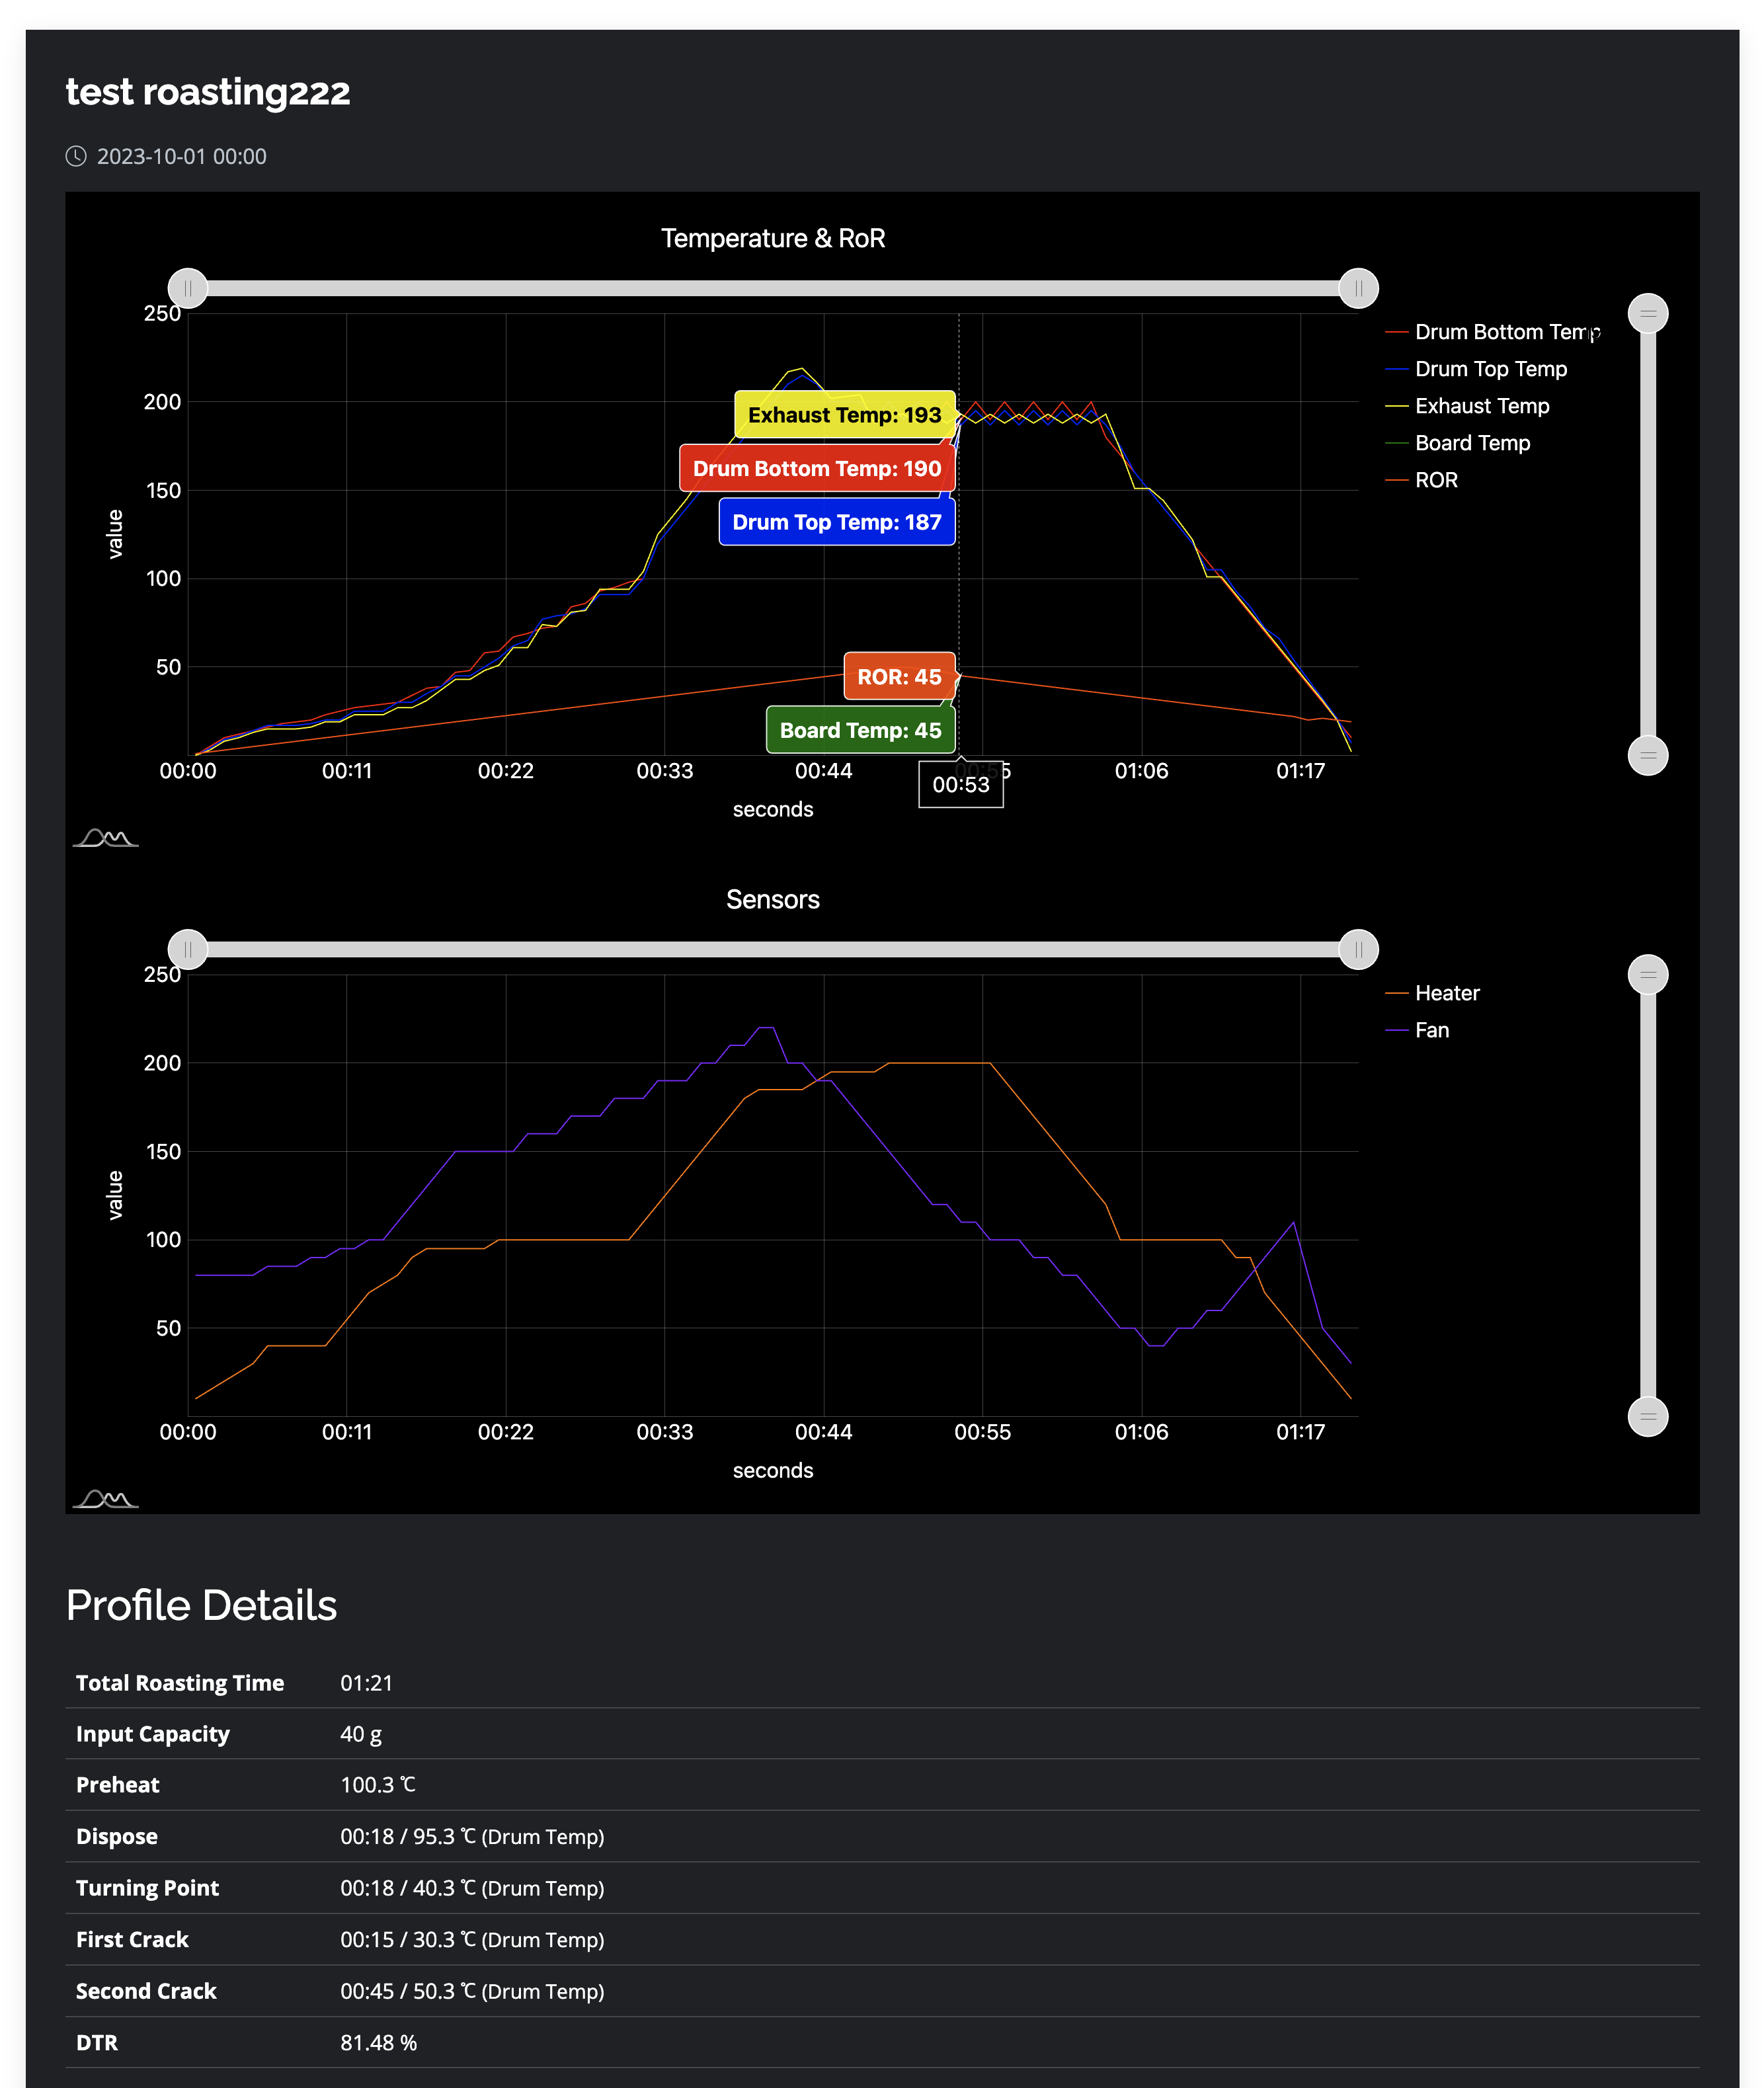 test roasting222
2023-10-01 00:00
Temperature & RoR
250
200
150
100
50
value
Exhaust Temp: 193
Drum Bottom Temp: 190
Drum Top Temp: 187
ROR: 45
Board Temp: 45
00:00 00:11 00:22 00:33 00:44 00:55 01:06 01:17
00:53
seconds
Drum Bottom Temp
Drum Top Temp
Exhaust Temp
Board Temp
ROR
Sensors
250
200
150
100
50
value
00:00 00:11 00:22 00:33 00:44 00:55 01:06 01:17
seconds
Heater
Fan
Profile Details
Total Roasting Time 01:21
Input Capacity 40 g
Preheat 100.3 ℃
Dispose 00:18 / 95.3 ℃ (Drum Temp)
Turning Point 00:18 / 40.3 ℃ (Drum Temp)
First Crack 00:15 / 30.3 ℃ (Drum Temp)
Second Crack 00:45 / 50.3 ℃ (Drum Temp)
DTR 81.48 %